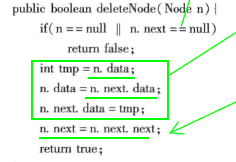 public boolean deleteNode(Node n){
if(n == null || n. next == null)
return false;
int tmp = n. data;
n. data = n. next. data;
n. next. data = tmp;
n. next = n. next. next;
return true;